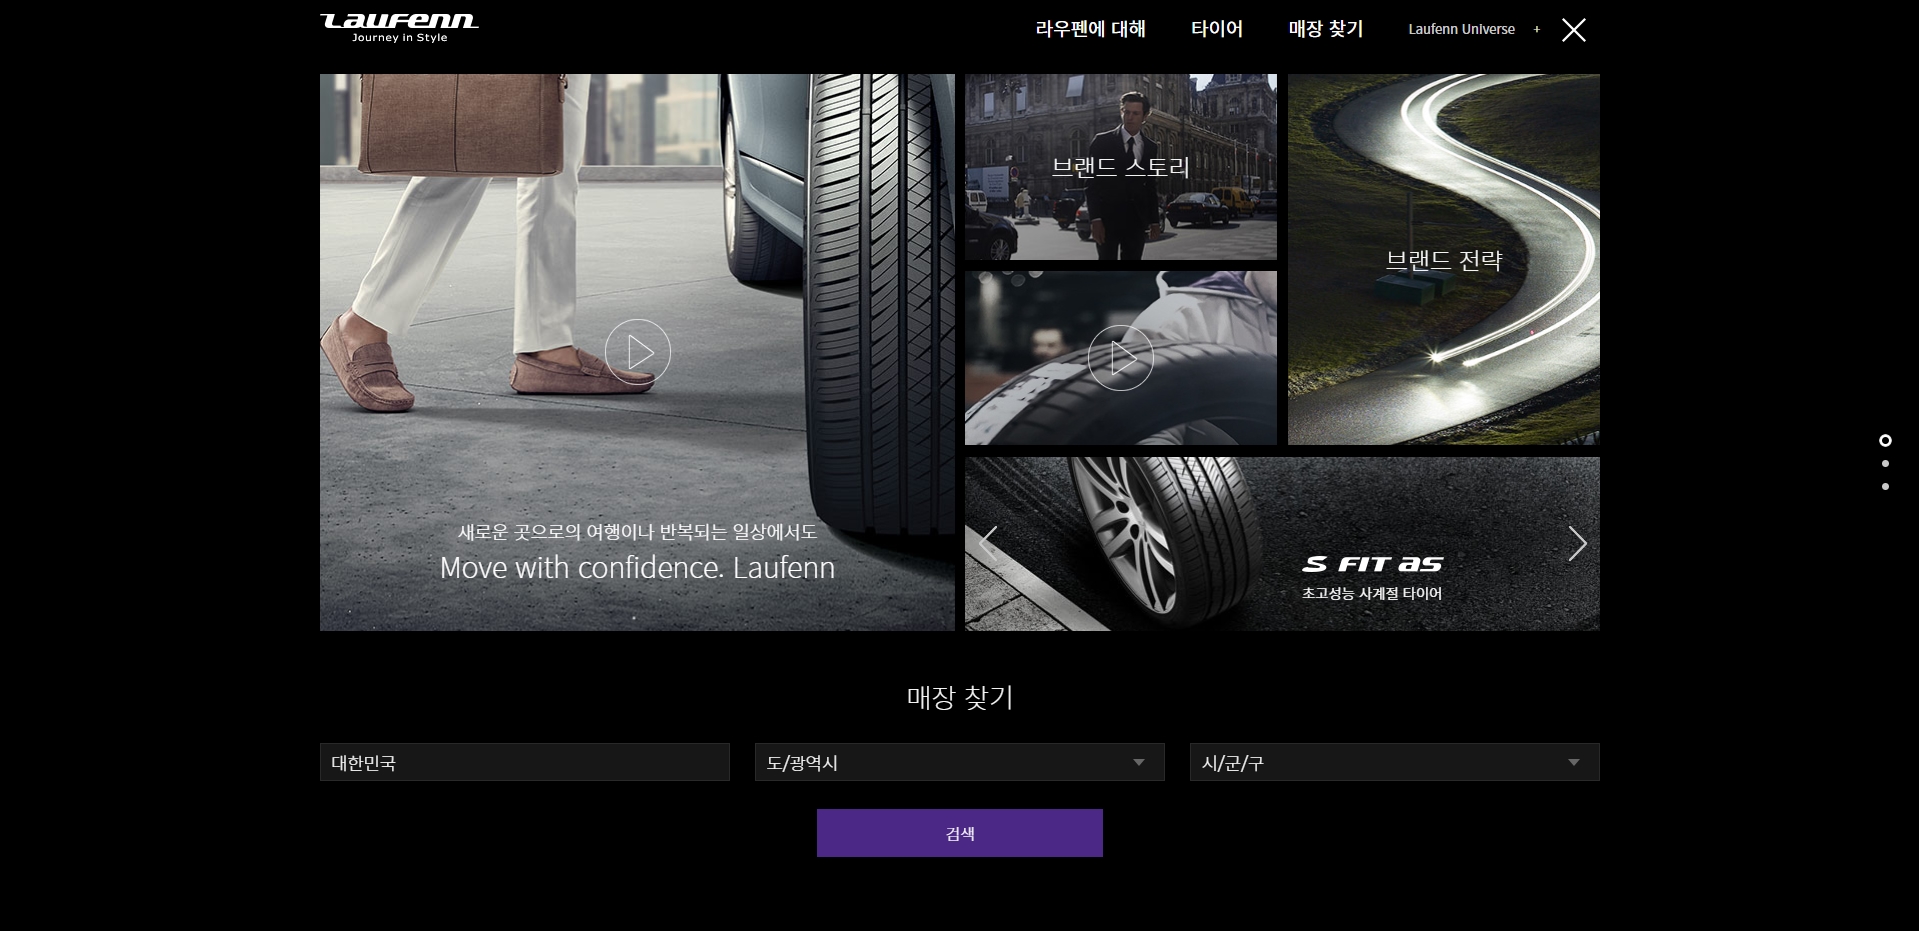 Laufenn
Journey in Style
라우펜에 대해
타이어
매장 찾기
Laufenn Universe +
브랜드 스토리
브랜드 전략
새로운 곳으로의 여행이나 반복되는 일상에서도
Move with confidence. Laufenn
S FIT as
초고성능 사계절 타이어
매장 찾기
대한민국
도/광역시
시/군/구
검색